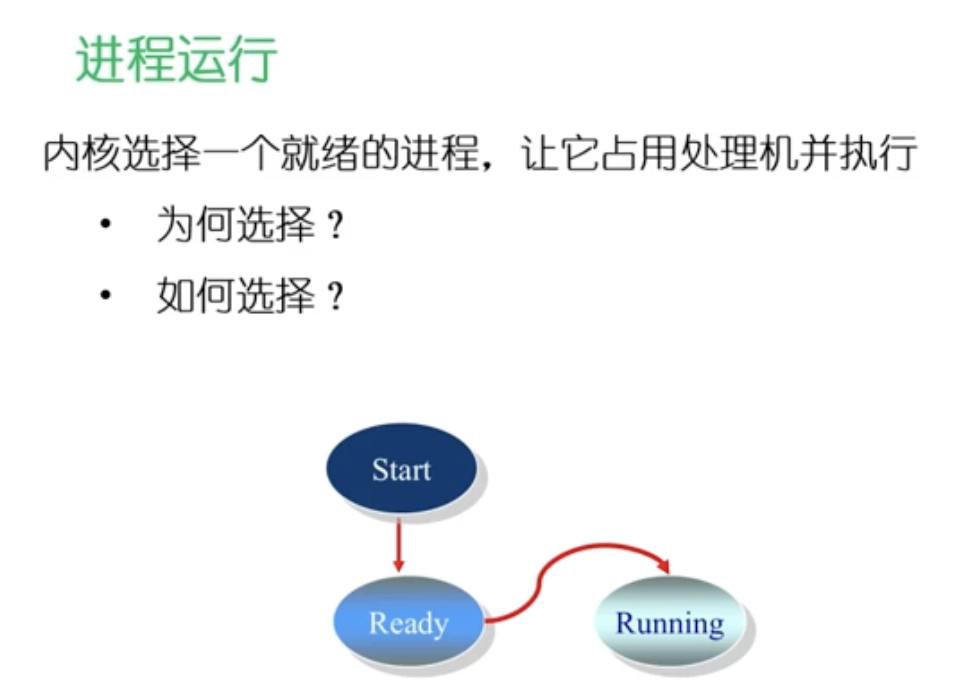 进程运行
内核选择一个就绪的进程，让它占用处理机并执行
• 为何选择？
• 如何选择？
Start
Ready
Running